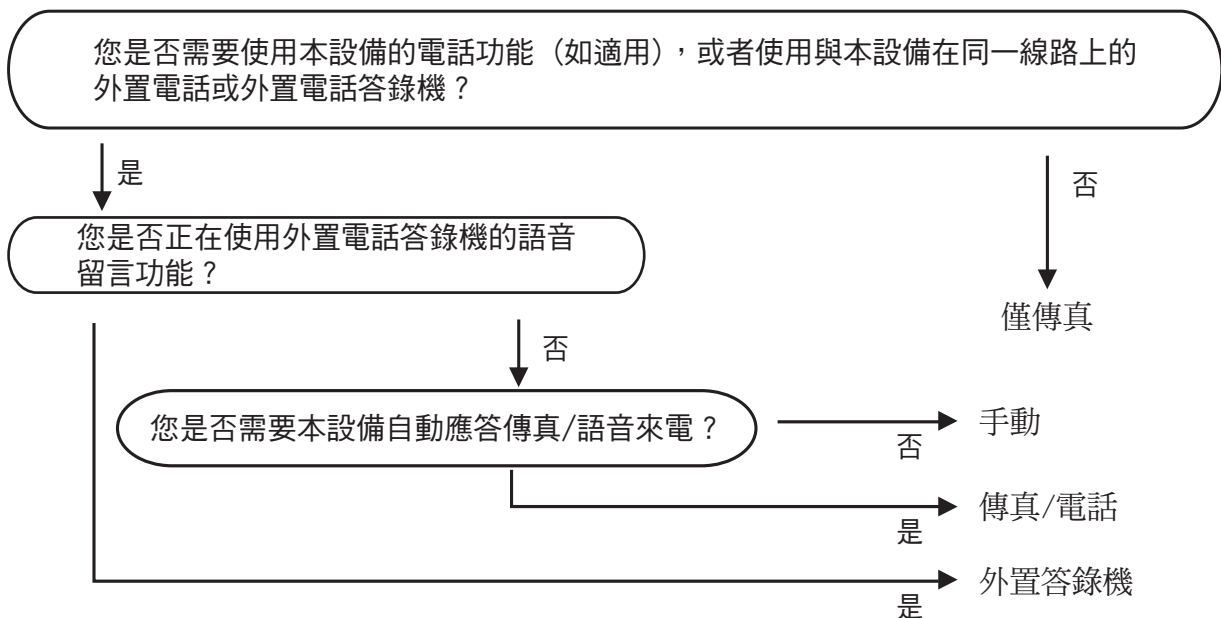 您是否需要使用本設備的電話功能（如適用），或者使用與本設備在同一線路上的
外置電話或外置電話答錄機？
是
否
您是否正在使用外置電話答錄機的語音
留言功能？
僅傳真
否
您是否需要本設備自動應答傳真/語音來電？
否
手動
是
傳真/電話
是
外置答錄機